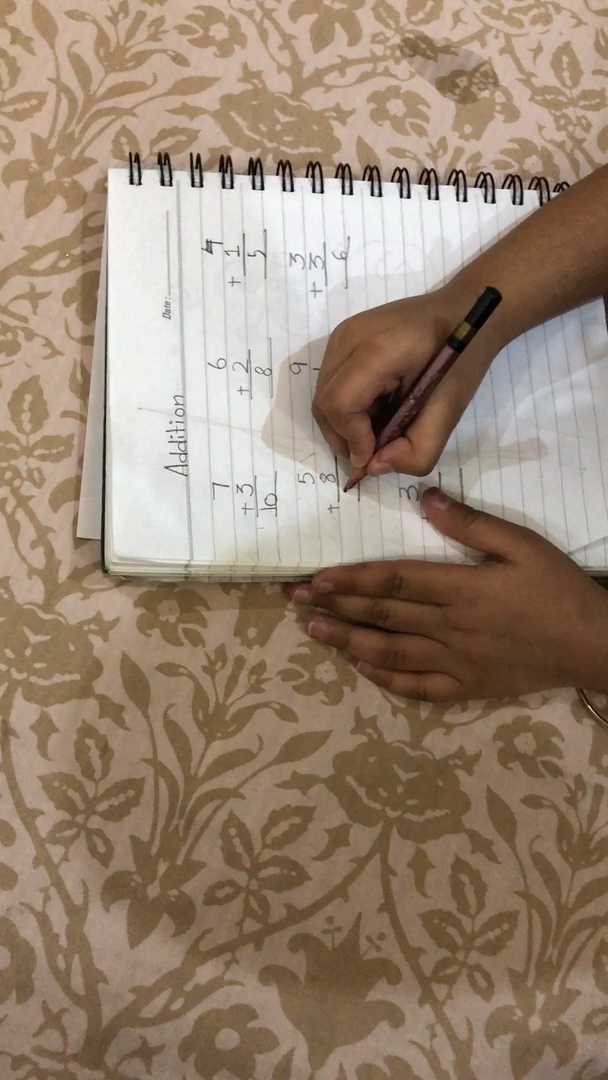 Date:
Addition
7 6 4
+3 +2 +1
10 8 5
5 9 3
+8 +3
6
3